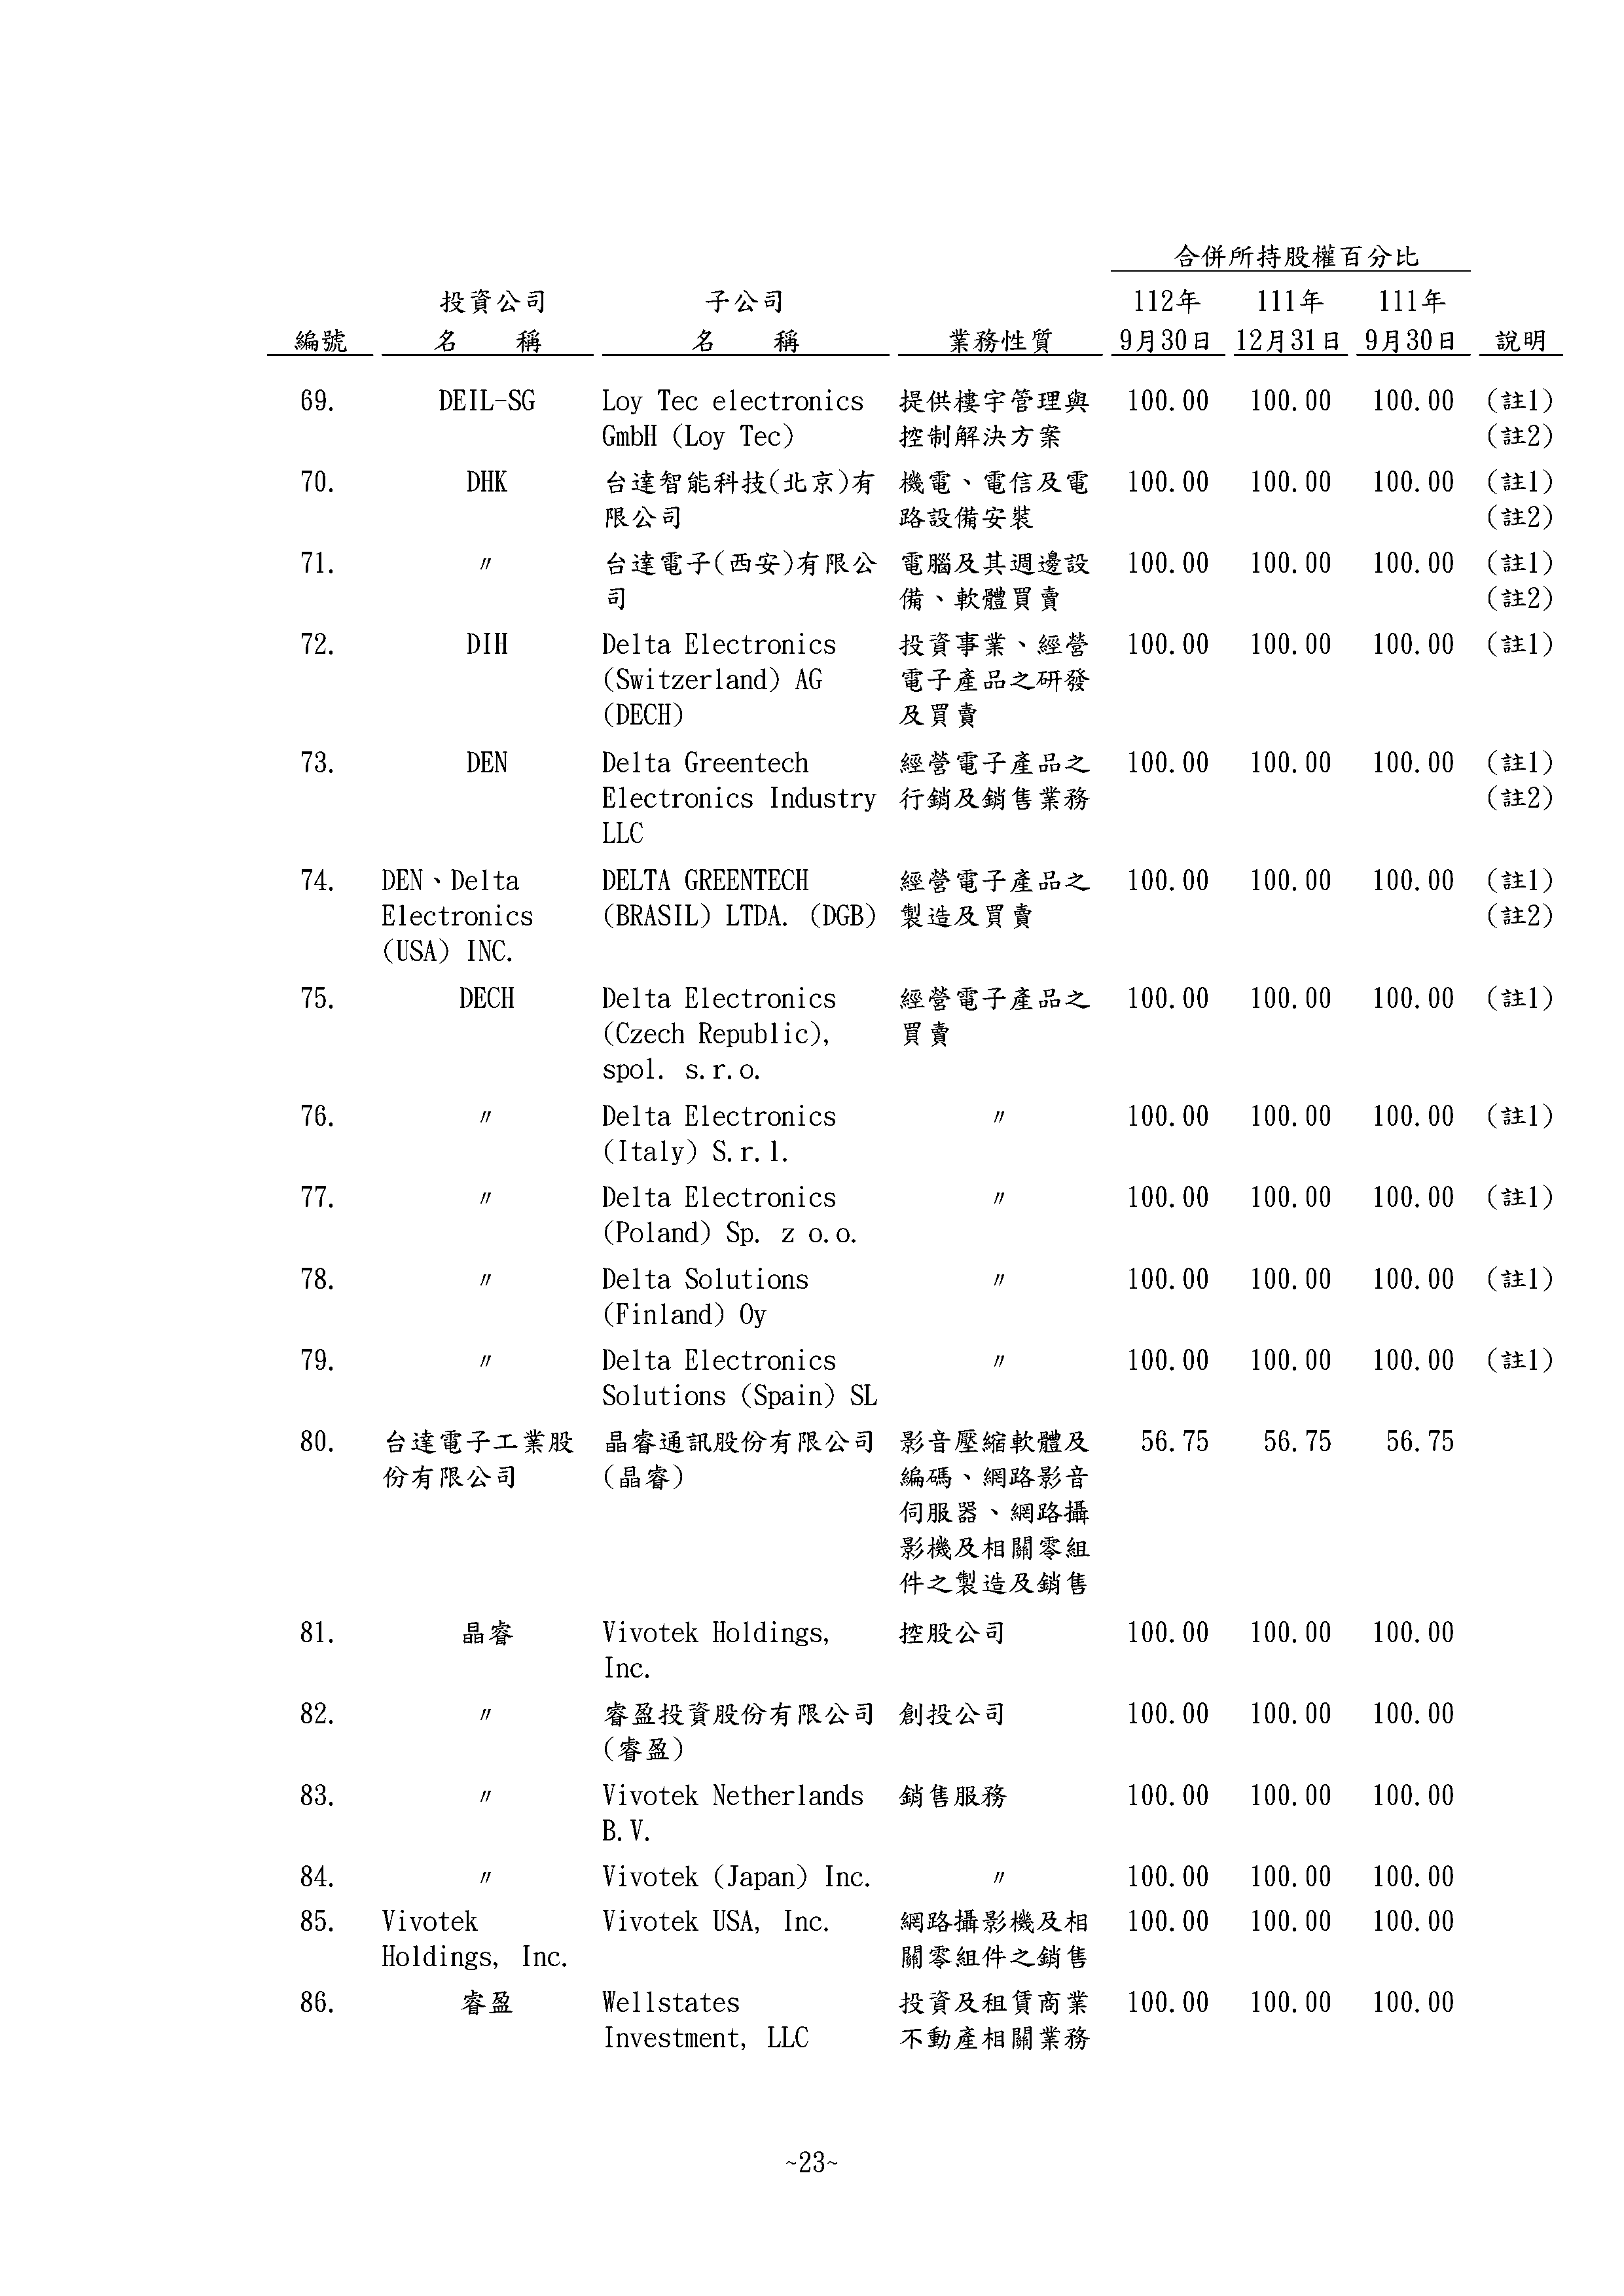 合併所持股權百分比
投資公司 子公司 112年 111年 111年
編號 名　　稱 名　　稱 業務性質 9月30日 12月31日 9月30日 說明
69. DEIL-SG Loy Tec electronics 提供樓宇管理與 100.00 100.00 100.00 (註1)
GmbH (Loy Tec) 控制解決方案 (註2)
70. DHK 台達智能科技(北京)有 機電、電信及電 100.00 100.00 100.00 (註1)
限公司 路設備安裝 (註2)
71. 〃 台達電子(西安)有限公 電腦及其週邊設 100.00 100.00 100.00 (註1)
司 備、軟體買賣 (註2)
72. DIH Delta Electronics 投資事業、經營 100.00 100.00 100.00 (註1)
(Switzerland) AG 電子產品之研發
(DECH) 及買賣
73. DEN Delta Greentech 經營電子產品之 100.00 100.00 100.00 (註1)
Electronics Industry 行銷及銷售業務 (註2)
LLC
74. DEN、Delta DELTA GREENTECH 經營電子產品之 100.00 100.00 100.00 (註1)
Electronics (BRASIL) LTDA. (DGB) 製造及買賣 (註2)
(USA) INC.
75. DECH Delta Electronics 經營電子產品之 100.00 100.00 100.00 (註1)
(Czech Republic), 買賣
spol. s.r.o.
76. 〃 Delta Electronics 〃 100.00 100.00 100.00 (註1)
(Italy) S.r.l.
77. 〃 Delta Electronics 〃 100.00 100.00 100.00 (註1)
(Poland) Sp. z o.o.
78. 〃 Delta Solutions 〃 100.00 100.00 100.00 (註1)
(Finland) Oy
79. 〃 Delta Electronics 〃 100.00 100.00 100.00 (註1)
Solutions (Spain) SL
80. 台達電子工業股 晶睿通訊股份有限公司 影音壓縮軟體及 56.75 56.75 56.75
份有限公司 (晶睿) 編碼、網路影音
伺服器、網路攝
影機及相關零組
件之製造及銷售
81. 晶睿 Vivotek Holdings, 控股公司 100.00 100.00 100.00
Inc.
82. 〃 睿盈投資股份有限公司 創投公司 100.00 100.00 100.00
(睿盈)
83. 〃 Vivotek Netherlands 銷售服務 100.00 100.00 100.00
B.V.
84. 〃 Vivotek (Japan) Inc. 〃 100.00 100.00 100.00
85. Vivotek Vivotek USA, Inc. 網路攝影機及相 100.00 100.00 100.00
Holdings, Inc. 關零組件之銷售
86. 睿盈 Wellstates 投資及租賃商業 100.00 100.00 100.00
Investment, LLC 不動產相關業務
~23~